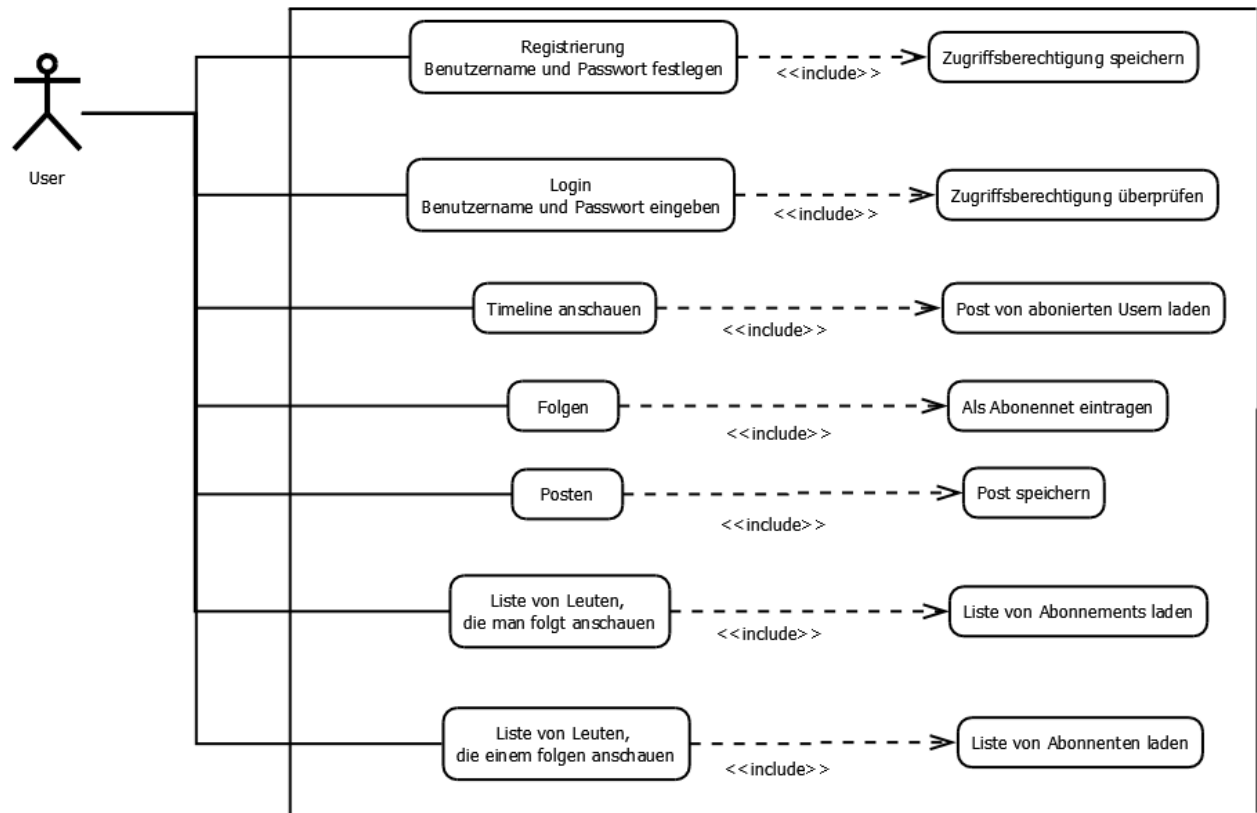 Registrierung
Benutzername und Passwort festlegen
<<include>>
Zugriffsberechtigung speichern
User
Login
Benutzername und Passwort eingeben
<<include>>
Zugriffsberechtigung überprüfen
Timeline anschauen
<<include>>
Post von abonierten Usern laden
Folgen
<<include>>
Als Abonennet eintragen
Posten
<<include>>
Post speichern
Liste von Leuten,
die man folgt anschauen
<<include>>
Liste von Abonnements laden
Liste von Leuten,
die einem folgen anschauen
<<include>>
Liste von Abonnenten laden